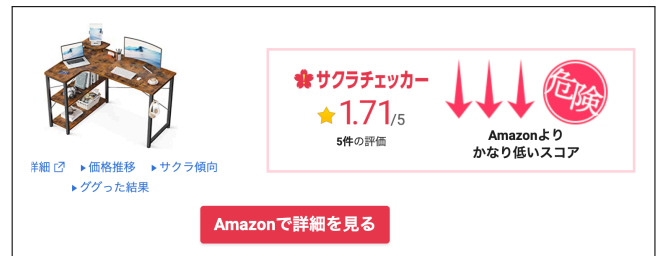 サクラチェッカー
1.71/5
5件の評価
危険
Amazonより
かなり低いスコア
詳細
価格推移
サクラ傾向
ググった結果
Amazonで詳細を見る